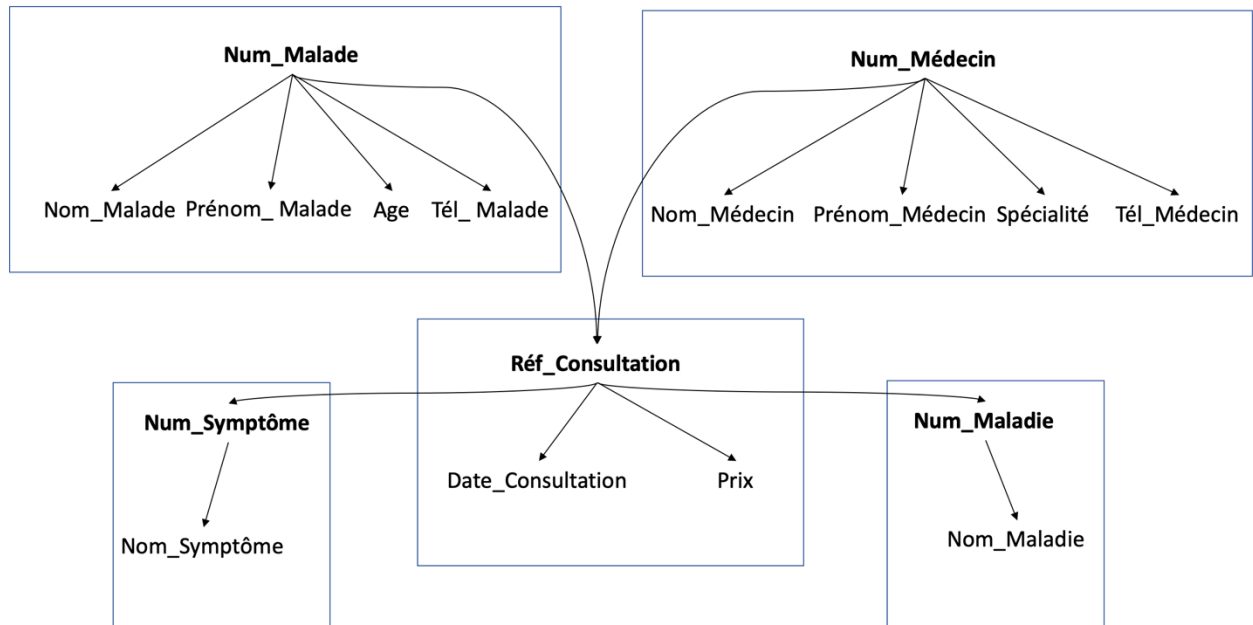 Num_Malade
Num_Médecin
Nom_Malade Prénom_ Malade Age Tél_ Malade
Nom_Médecin Prénom_Médecin Spécialité Tél_Médecin
Réf_Consultation
Num_Symptôme
Num_Maladie
Date_Consultation Prix
Nom_Symptôme
Nom_Maladie